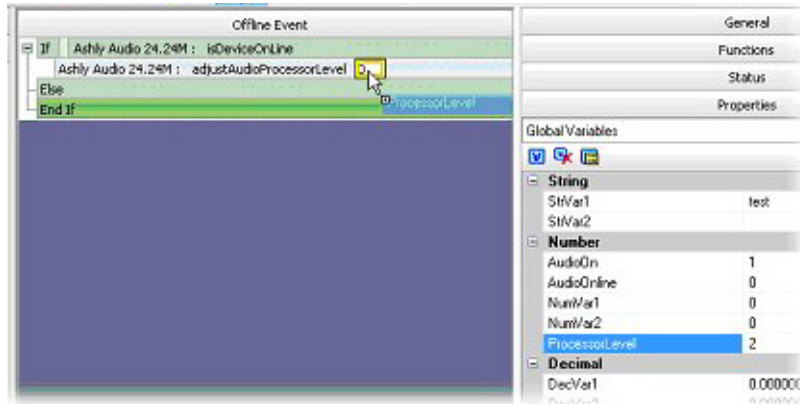 Offline Event
If Ashly Audio 24.24M : isDeviceOnLine
Ashly Audio 24.24M : adjustAudioProcessorLevel 0
ProcessorLevel
Else
End If
General
Functions
Status
Properties
Global Variables
String
StrVar1 test
StrVar2
Number
AudioOn 1
AudioOnline 0
NumVar1 0
NumVar2 0
ProcessorLevel 2
Decimal
DecVar1 0.000000